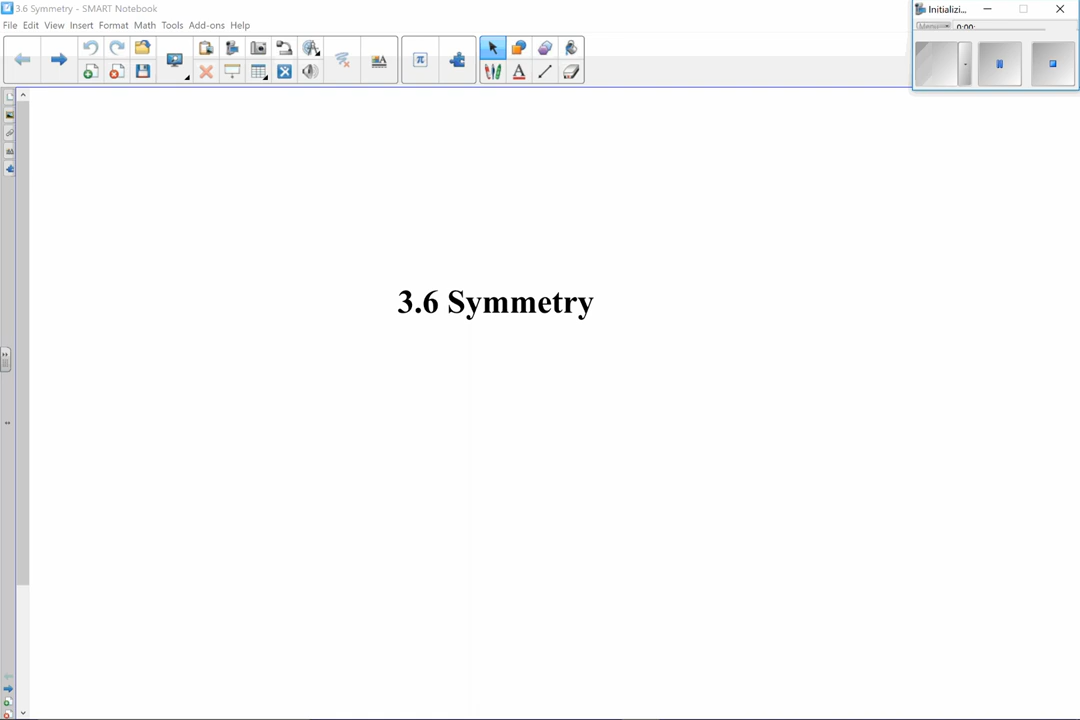 3.6 Symmetry - SMART Notebook
File Edit View Insert Format Math Tools Add-ons Help
Initializi...
Menu
0:00:
3.6 Symmetry